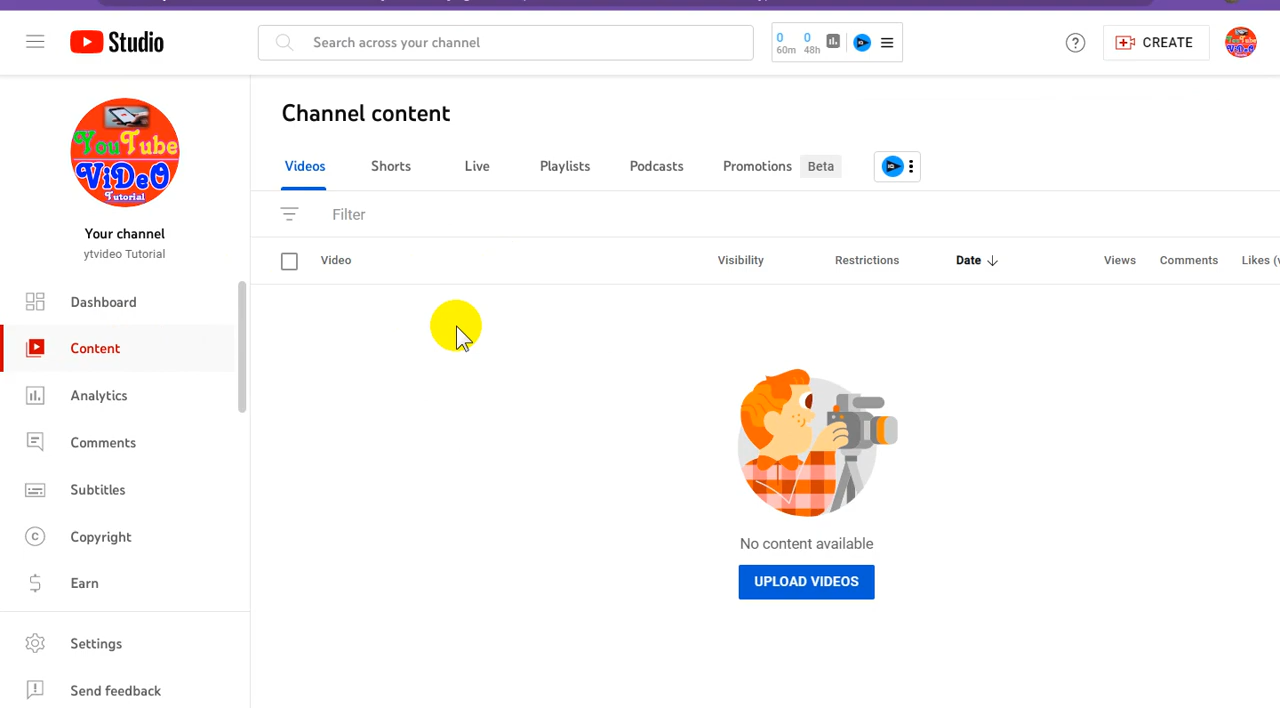 Studio
Search across your channel
0 0
60m 48h
CREATE
YouTube
ViDeO
Tutorial
Your channel
ytvideo Tutorial
Dashboard
Content
Analytics
Comments
Subtitles
Copyright
Earn
Settings
Send feedback
Channel content
Videos Shorts Live Playlists Podcasts Promotions Beta
Filter
Video Visibility Restrictions Date Views Comments Likes (v
No content available
UPLOAD VIDEOS